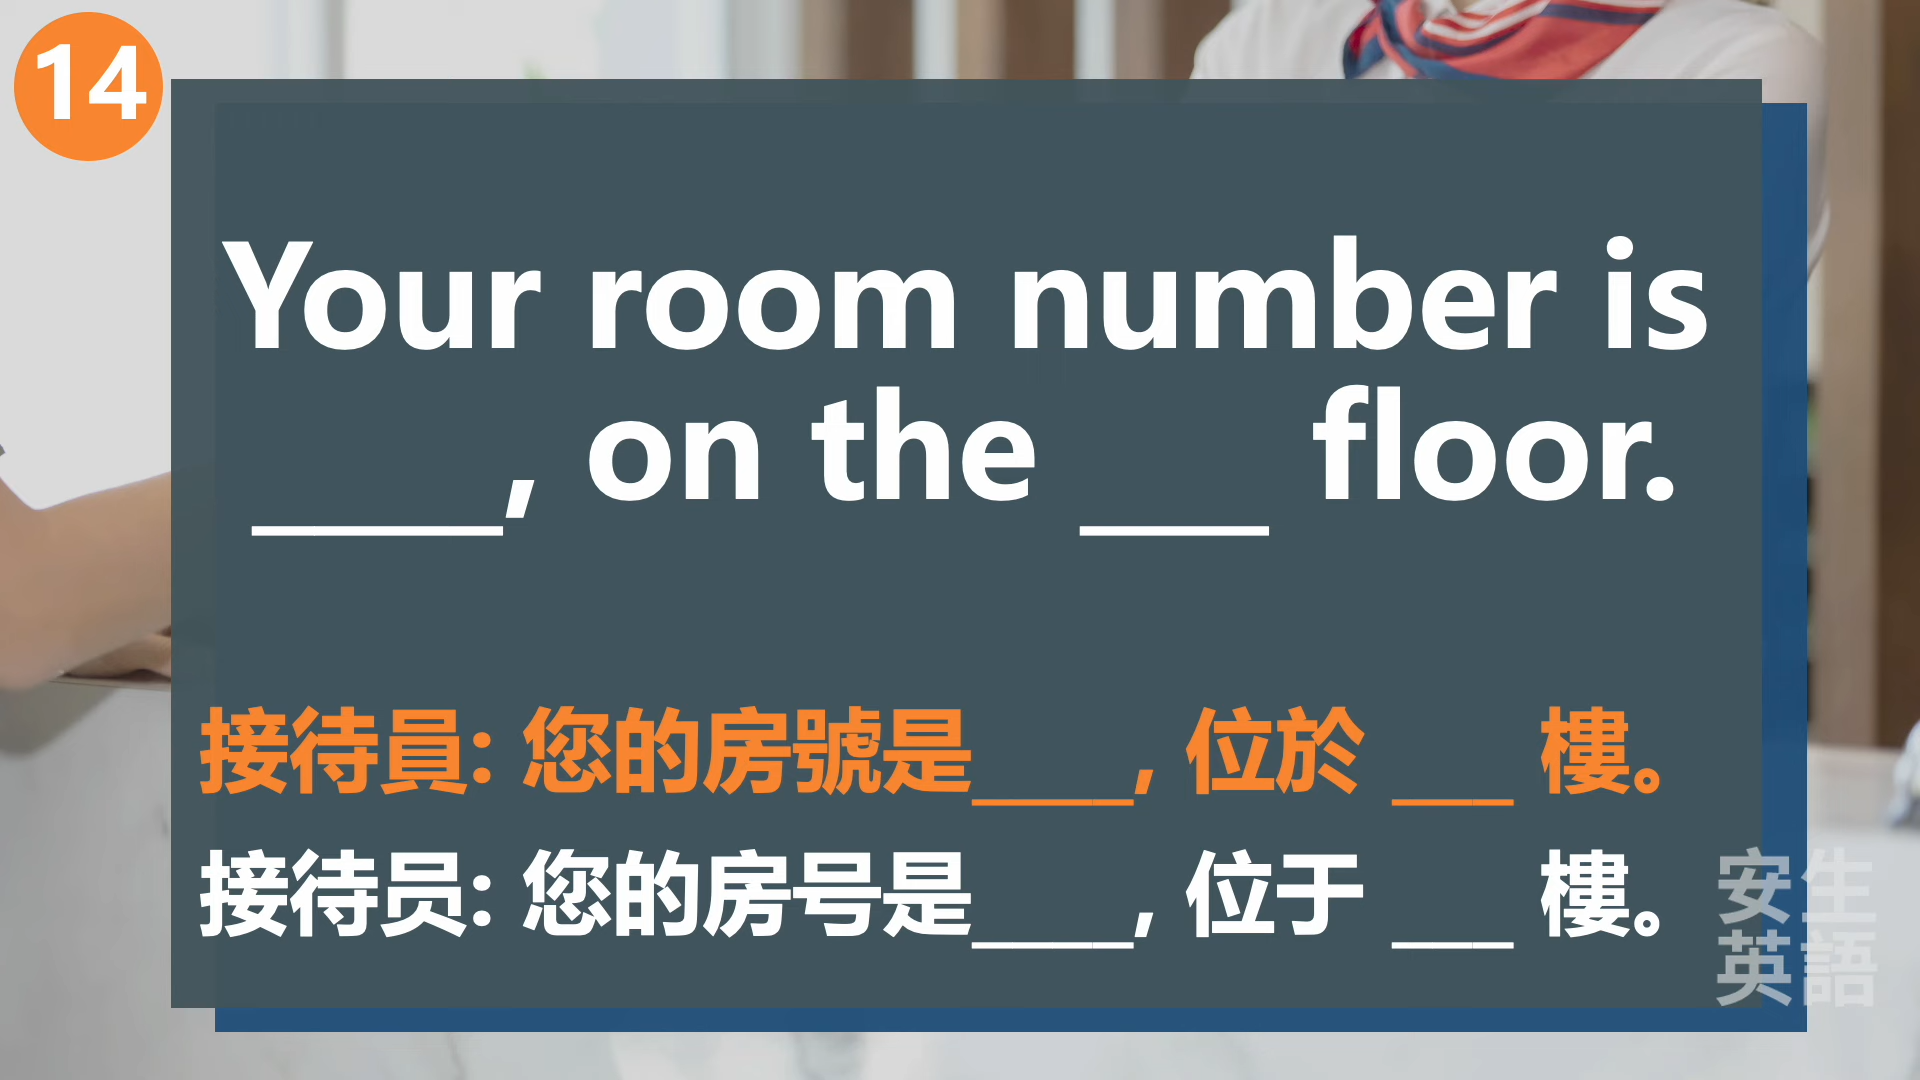 14
Your room number is
____, on the ___ floor.
接待員: 您的房號是____, 位於 ___ 樓。
接待员: 您的房号是____, 位于 ___ 樓。
安生
英語